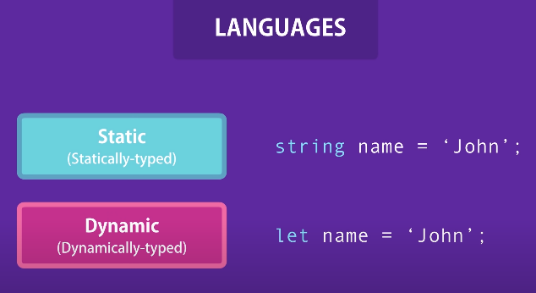 LANGUAGES
Static
(Statically-typed)
string name = ‘John’;
Dynamic
(Dynamically-typed)
let name = ‘John’;